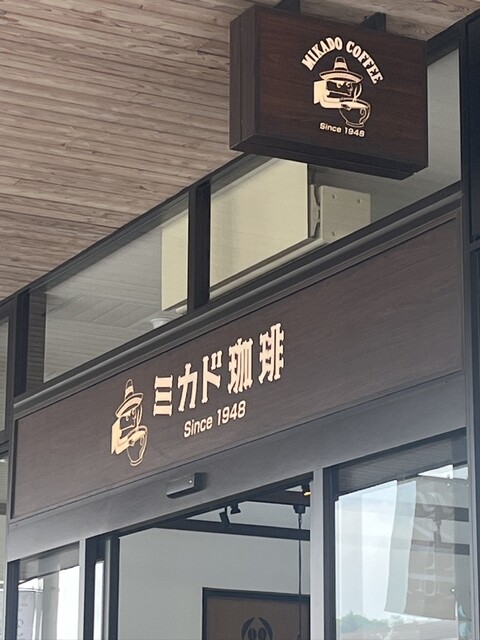 MIKADO COFFEE
Since 1948
ミカド珈琲
Since 1948